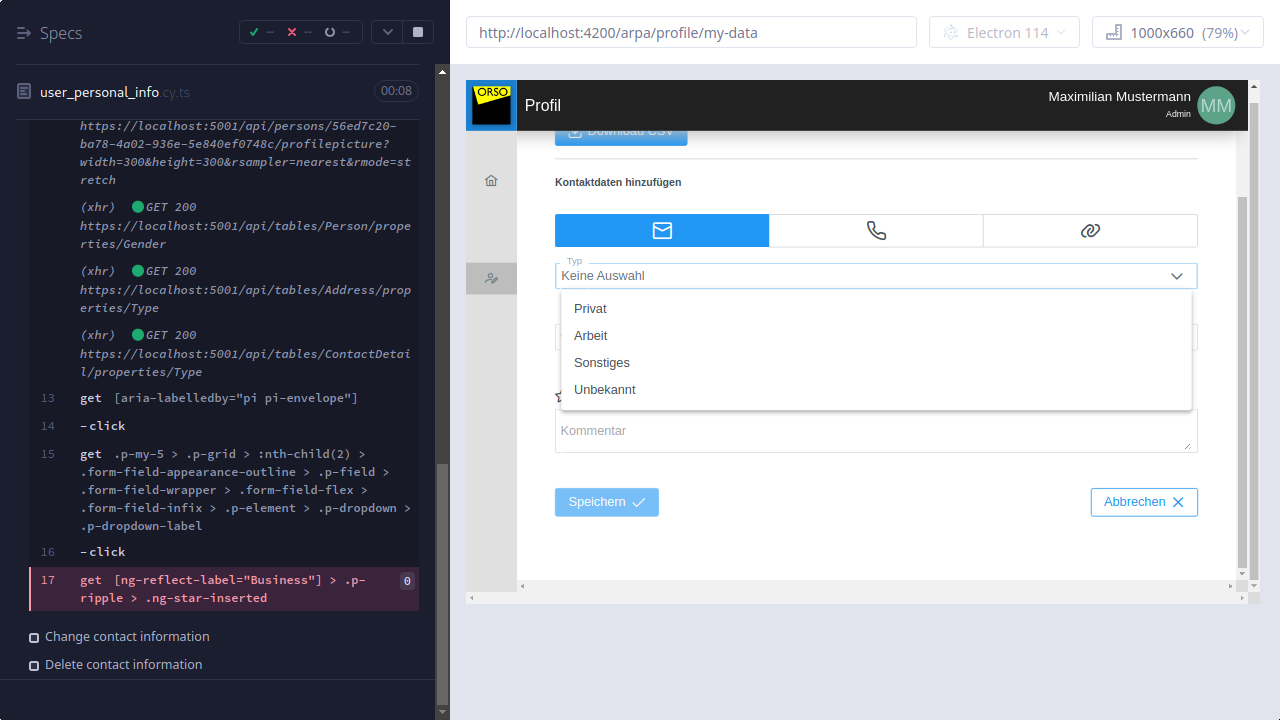 Specs
-- -- --
user_personal_info.cy.ts 00:08
https://localhost:5001/api/persons/56ed7c20-
ba78-4a02-936e-5e840ef0748c/profilepicture?
width=300&height=300&rsampler=nearest&rmode=st
retch
(xhr) GET 200
https://localhost:5001/api/tables/Person/prope
rties/Gender
(xhr) GET 200
https://localhost:5001/api/tables/Address/prop
erties/Type
(xhr) GET 200
https://localhost:5001/api/tables/ContactDetai
l/properties/Type
13 get [aria-labelledby="pi pi-envelope"]
14 -click
15 get .p-my-5 > .p-grid > :nth-child(2) >
.form-field-appearance-outline > .p-field >
.form-field-wrapper > .form-field-flex >
.form-field-infix > .p-element > .p-dropdown >
.p-dropdown-label
16 -click
17 get [ng-reflect-label="Business"] > .p- 0
ripple > .ng-star-inserted
Change contact information
Delete contact information
http://localhost:4200/arpa/profile/my-data
Electron 114
1000x660 (79%)
ORSO
Profil
Maximilian Mustermann
Admin
MM
Download CSV
Kontaktdaten hinzufügen
Typ
Keine Auswahl
Privat
Arbeit
Sonstiges
Unbekannt
Kommentar
Speichern
Abbrechen